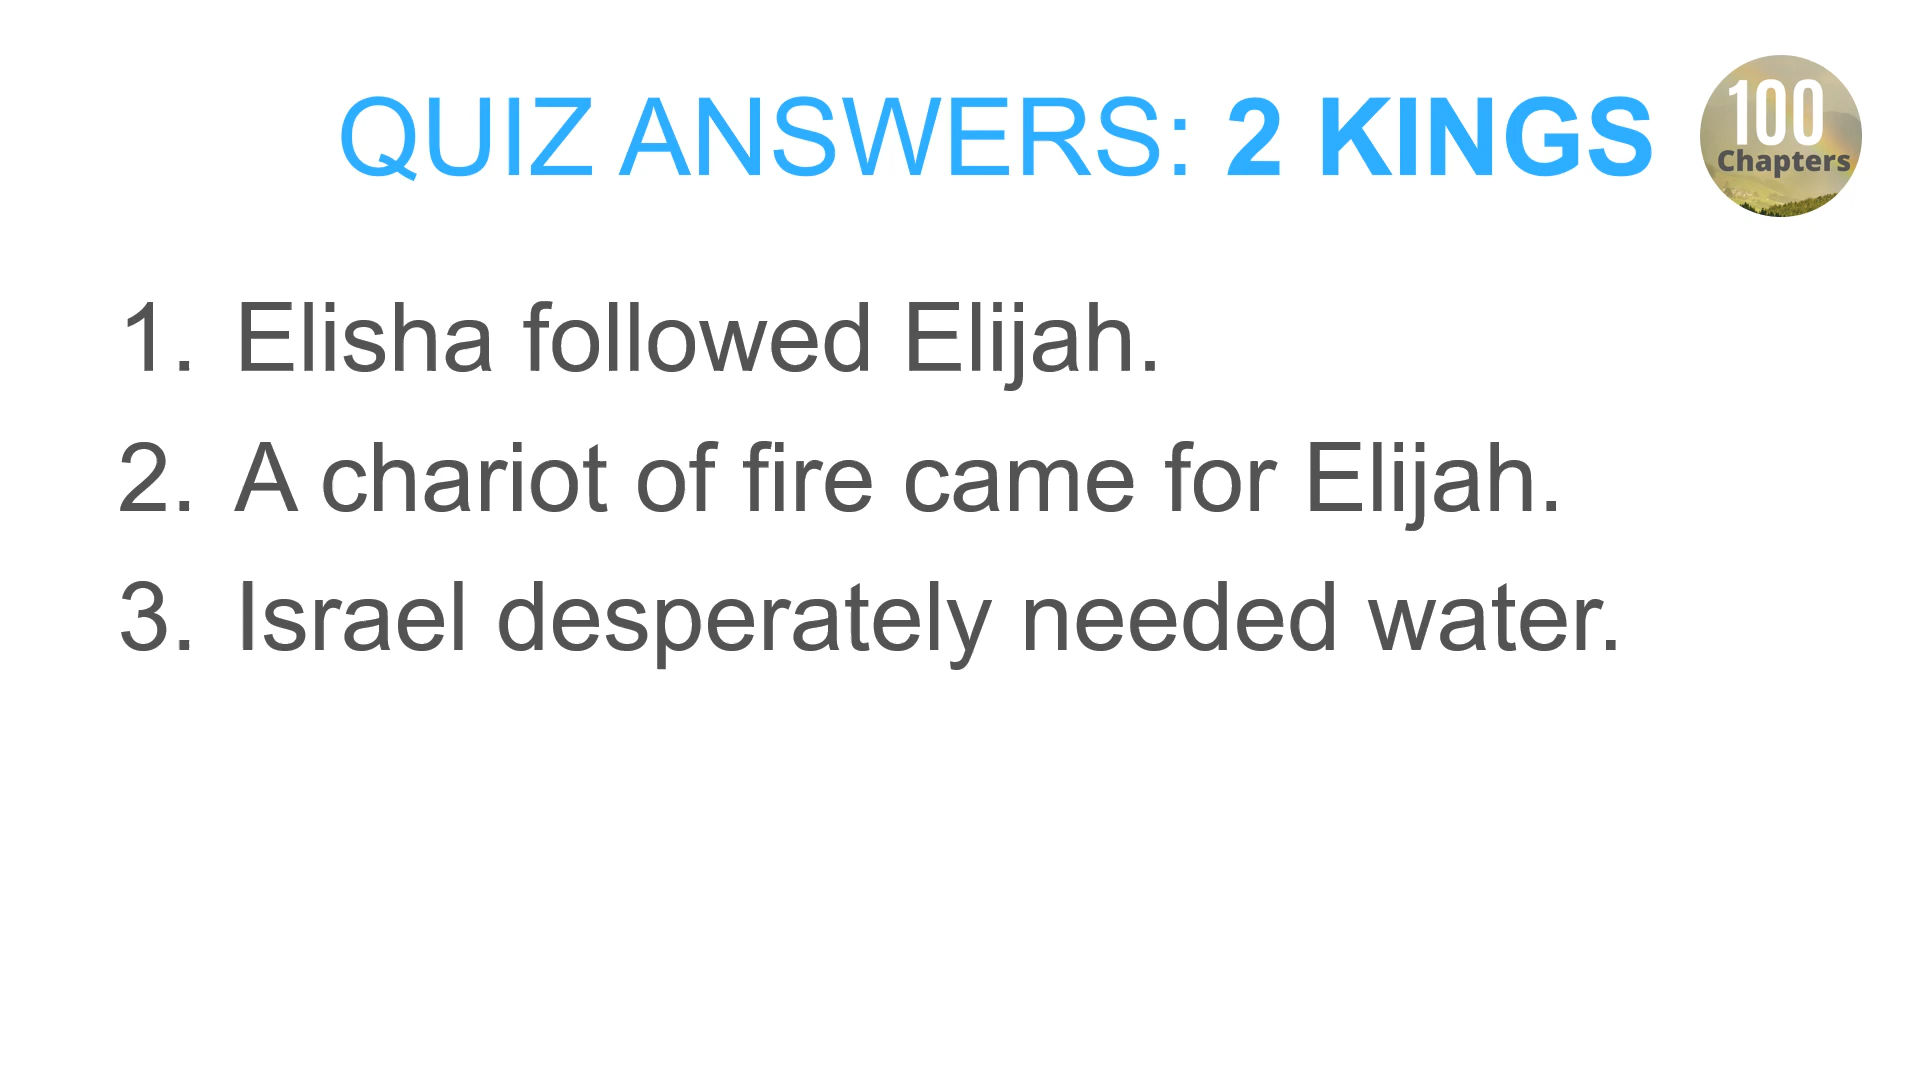 QUIZ ANSWERS: 2 KINGS
100
Chapters
1. Elisha followed Elijah.
2. A chariot of fire came for Elijah.
3. Israel desperately needed water.